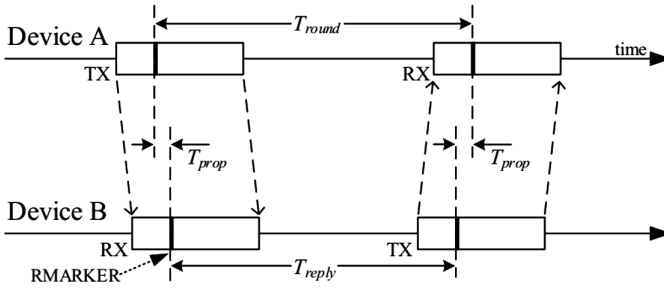 T_round
Device A
time
TX
RX
T_prop
T_prop
Device B
RX
TX
RMARKER
T_reply